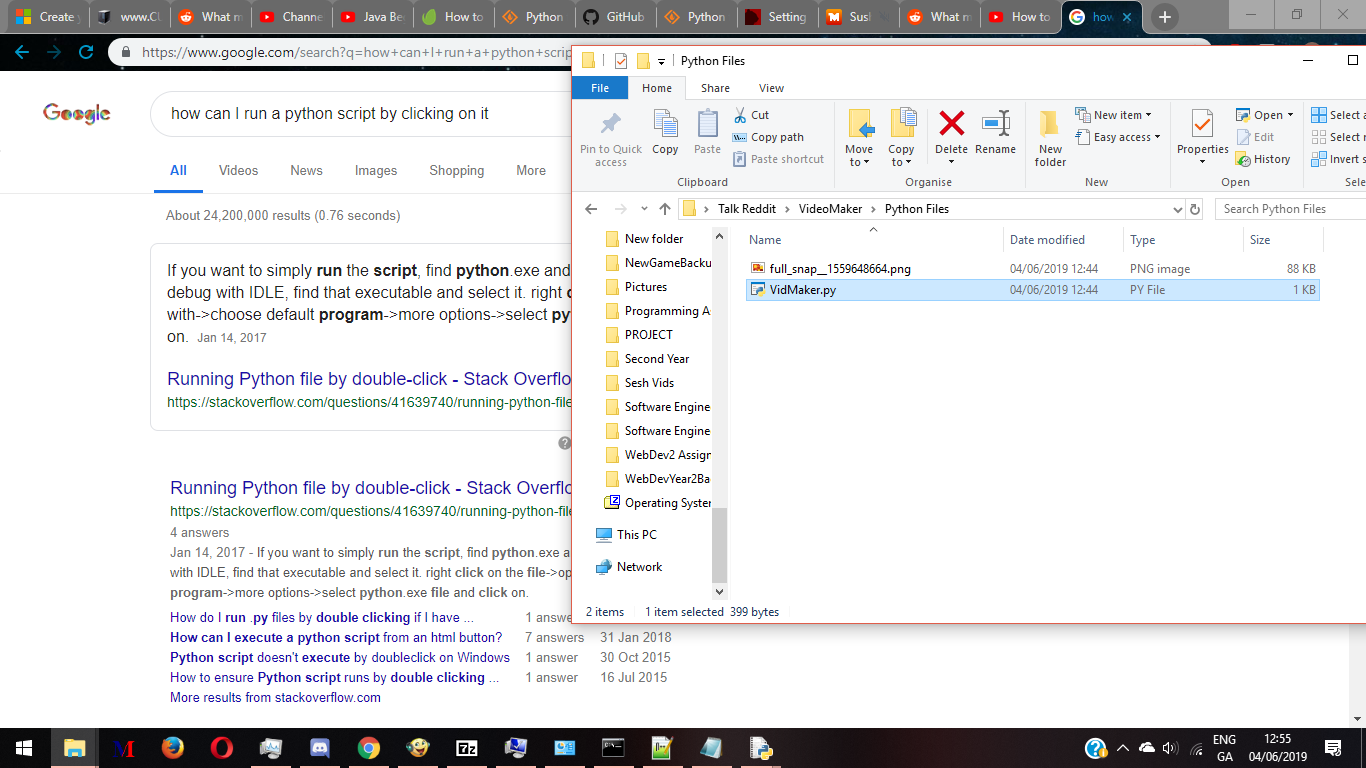 Create y
www.CU
What m
Channe
Java Be
How to
Python
GitHub
Python
Setting
Sush
What m
How to
how
https://www.google.com/search?q=how+can+I+run+a+python+scrip
Google
how can I run a python script by clicking on it
All Videos News Images Shopping More
About 24,200,000 results (0.76 seconds)
If you want to simply run the script, find python.exe and
debug with IDLE, find that executable and select it. right
with->choose default program->more options->select py
on. Jan 14, 2017
Running Python file by double-click - Stack Overflo
https://stackoverflow.com/questions/41639740/running-python-file
Running Python file by double-click - Stack Overflo
https://stackoverflow.com/questions/41639740/running-python-file
4 answers
Jan 14, 2017 - If you want to simply run the script, find python.exe a
with IDLE, find that executable and select it. right click on the file->op
program->more options->select python.exe file and click on.
How do I run .py files by double clicking if I have ... 1 answe
How can I execute a python script from an html button? 7 answers 31 Jan 2018
Python script doesn't execute by doubleclick on Windows 1 answer 30 Oct 2015
How to ensure Python script runs by double clicking ... 1 answer 16 Jul 2015
More results from stackoverflow.com
Python Files
File Home Share View
Pin to Quick access
Copy
Paste
Cut
Copy path
Paste shortcut
Clipboard
Move to
Copy to
Delete
Rename
Organise
New folder
New item
Easy access
New
Properties
Open
Edit
History
Open
Select a
Select n
Invert s
Sele
Talk Reddit > VideoMaker > Python Files
Search Python Files
New folder
NewGameBacku
Pictures
Programming As
PROJECT
Second Year
Sesh Vids
Software Engine
Software Engine
WebDev2 Assign
WebDevYear2Ba
Operating Syster
This PC
Network
Name Date modified Type Size
full_snap__1559648664.png 04/06/2019 12:44 PNG image 88 KB
VidMaker.py 04/06/2019 12:44 PY File 1 KB
2 items 1 item selected 399 bytes
ENG
GA
12:55
04/06/2019